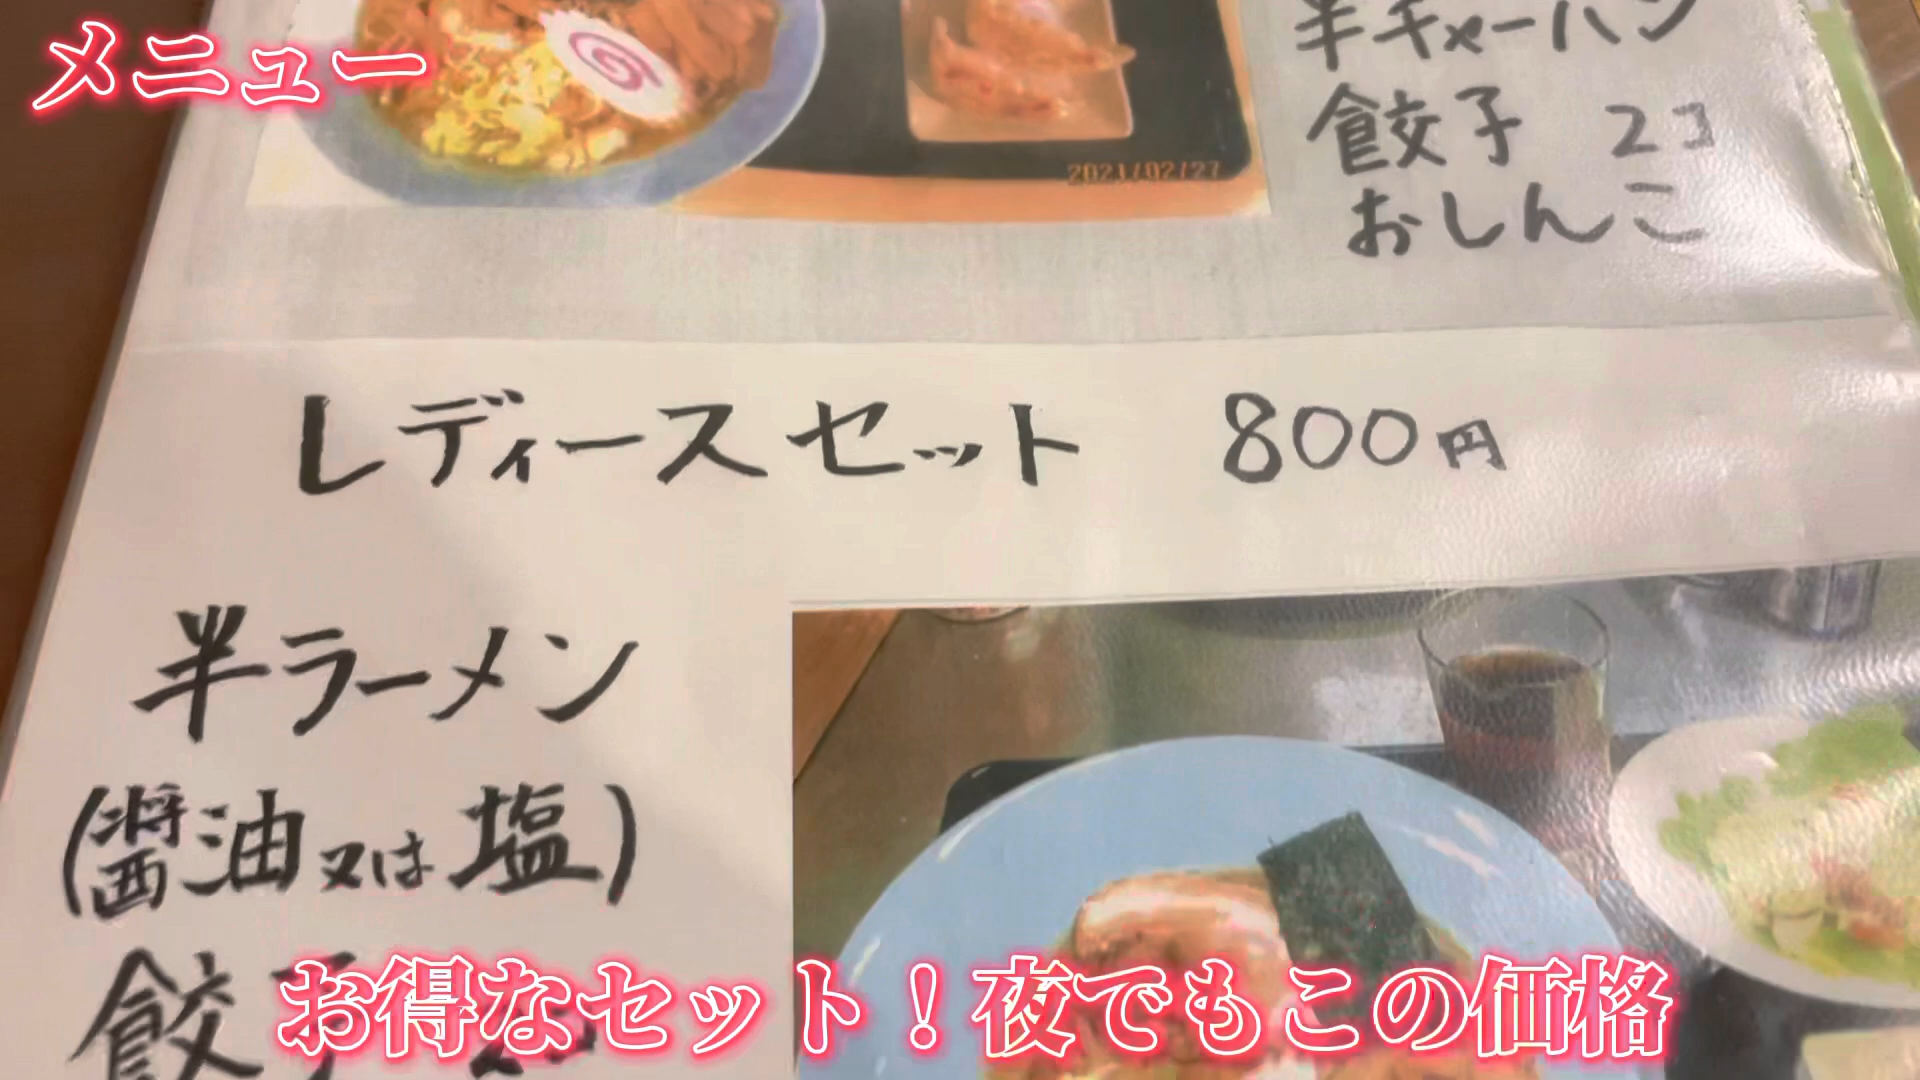 メニュー
半チャーハン
餃子 2コ
おしんこ
2021/02/27
レディースセット 800円
半ラーメン
(醤油又は塩)
餃子
お得なセット！夜でもこの価格